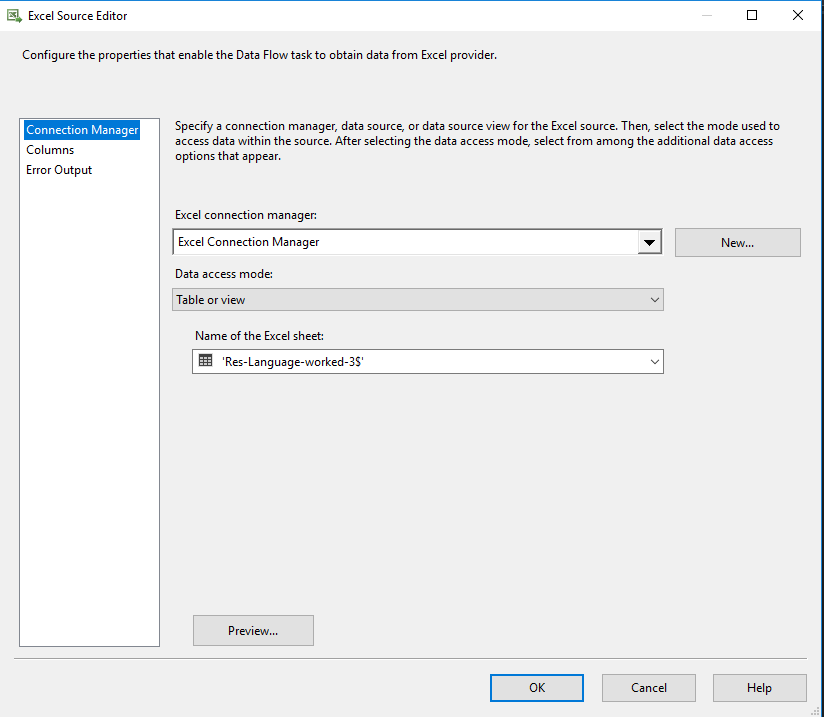 Excel Source Editor
Configure the properties that enable the Data Flow task to obtain data from Excel provider.
Connection Manager
Columns
Error Output
Specify a connection manager, data source, or data source view for the Excel source. Then, select the mode used to
access data within the source. After selecting the data access mode, select from among the additional data access
options that appear.
Excel connection manager:
Excel Connection Manager
New...
Data access mode:
Table or view
Name of the Excel sheet:
'Res-Language-worked-3$'
Preview...
OK
Cancel
Help